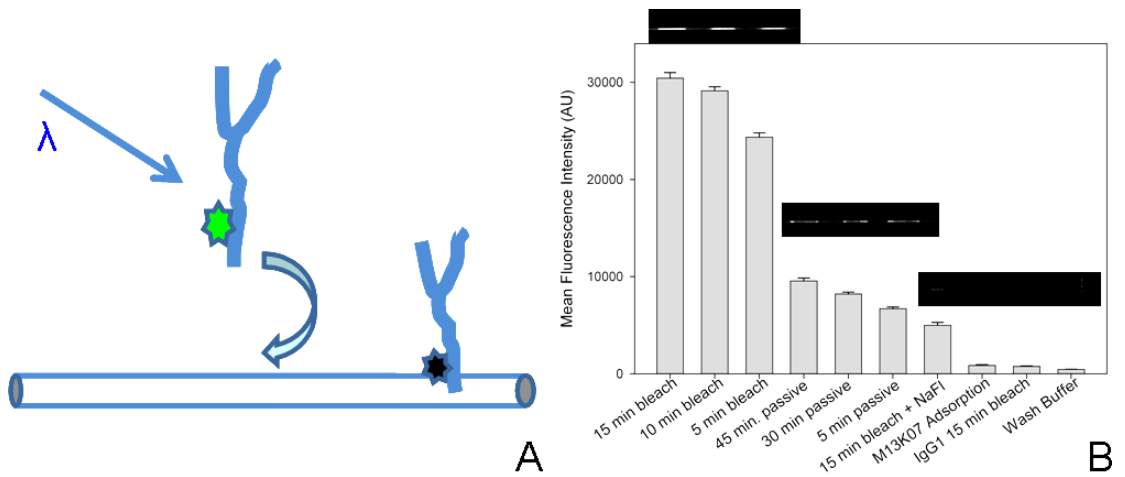 λ
A
Mean Fluorescence Intensity (AU)
30000
20000
10000
0
15 min bleach
10 min bleach
5 min bleach
45 min. passive
30 min passive
5 min passive
15 min bleach + NaFl
M13K07 Adsorption
IgG1 15 min bleach
Wash Buffer
B